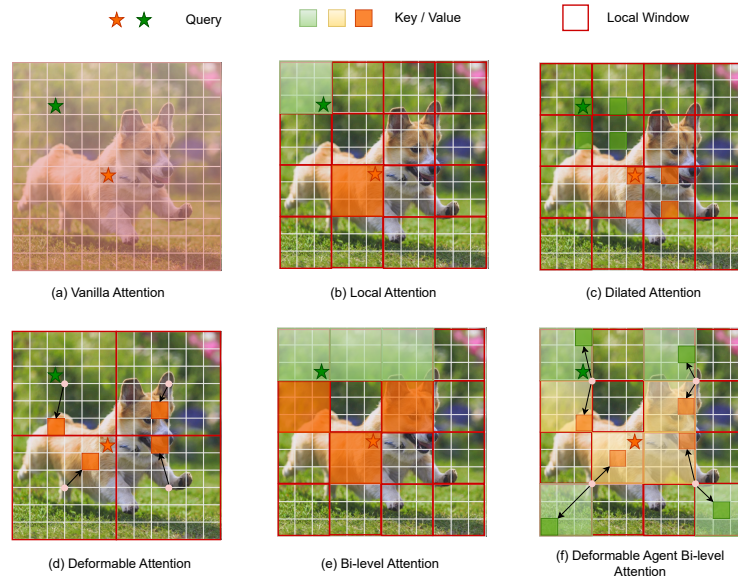 Query
Key / Value
Local Window
(a) Vanilla Attention
(b) Local Attention
(c) Dilated Attention
(d) Deformable Attention
(e) Bi-level Attention
(f) Deformable Agent Bi-level
Attention